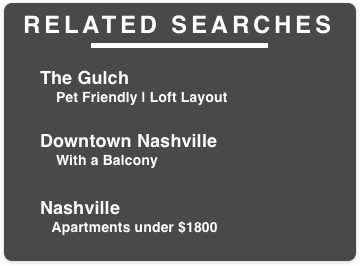 RELATED SEARCHES
The Gulch
Pet Friendly | Loft Layout
Downtown Nashville
With a Balcony
Nashville
Apartments under $1800